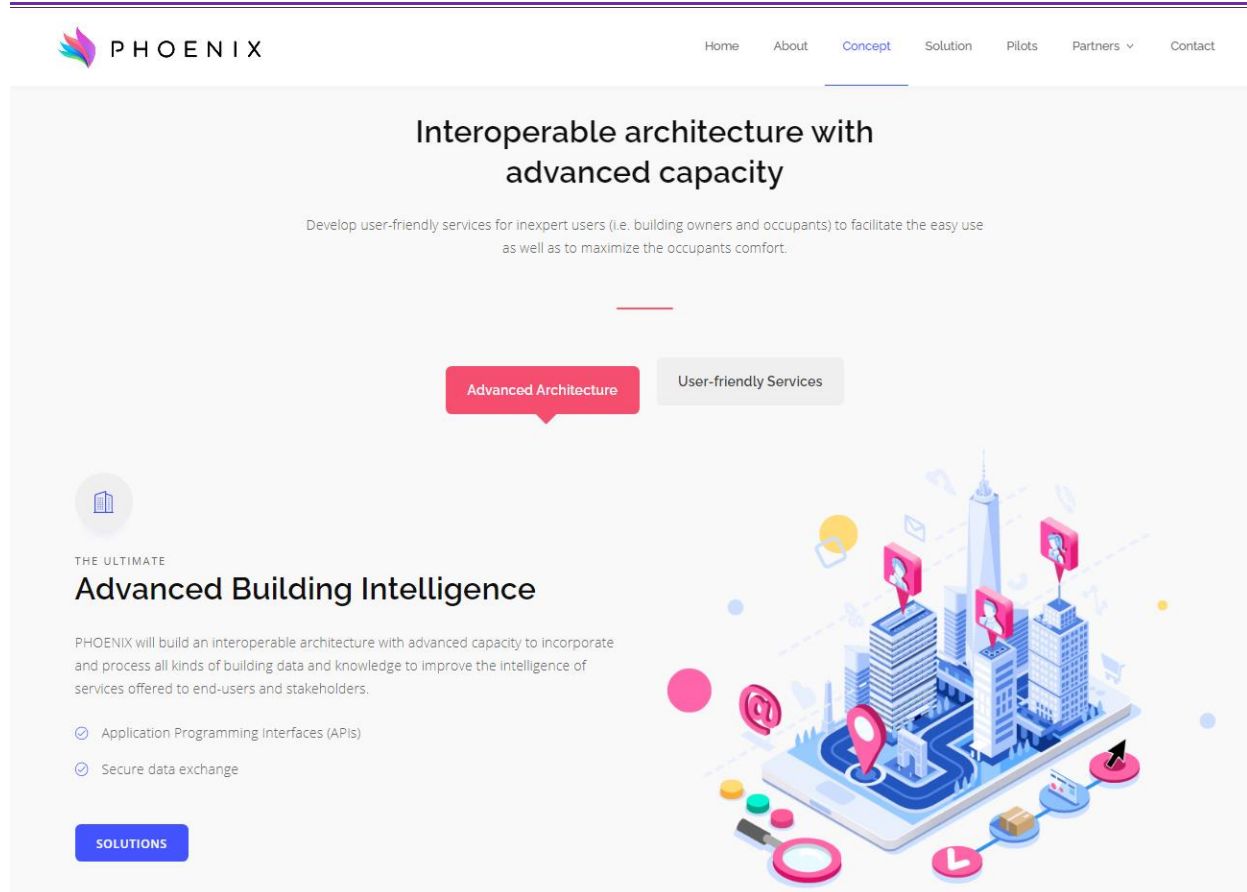 PHOENIX
Home About Concept Solution Pilots Partners Contact
Interoperable architecture with
advanced capacity
Develop user-friendly services for inexpert users (i.e. building owners and occupants) to facilitate the easy use
as well as to maximize the occupants comfort.
Advanced Architecture
User-friendly Services
THE ULTIMATE
Advanced Building Intelligence
PHOENIX will build an interoperable architecture with advanced capacity to incorporate
and process all kinds of building data and knowledge to improve the intelligence of
services offered to end-users and stakeholders.
Application Programming Interfaces (APIs)
Secure data exchange
SOLUTIONS
@